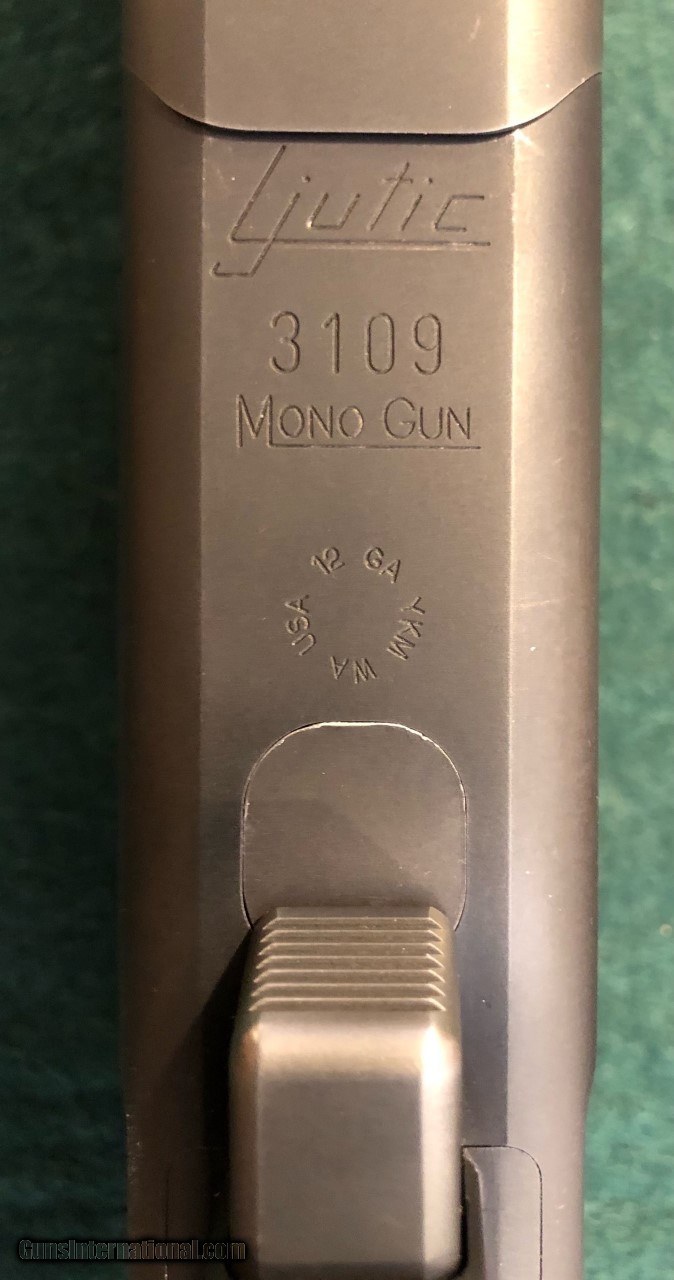 Ljutic
3109
MONO GUN
12 GA YKM WA USA
GunsInternational.com